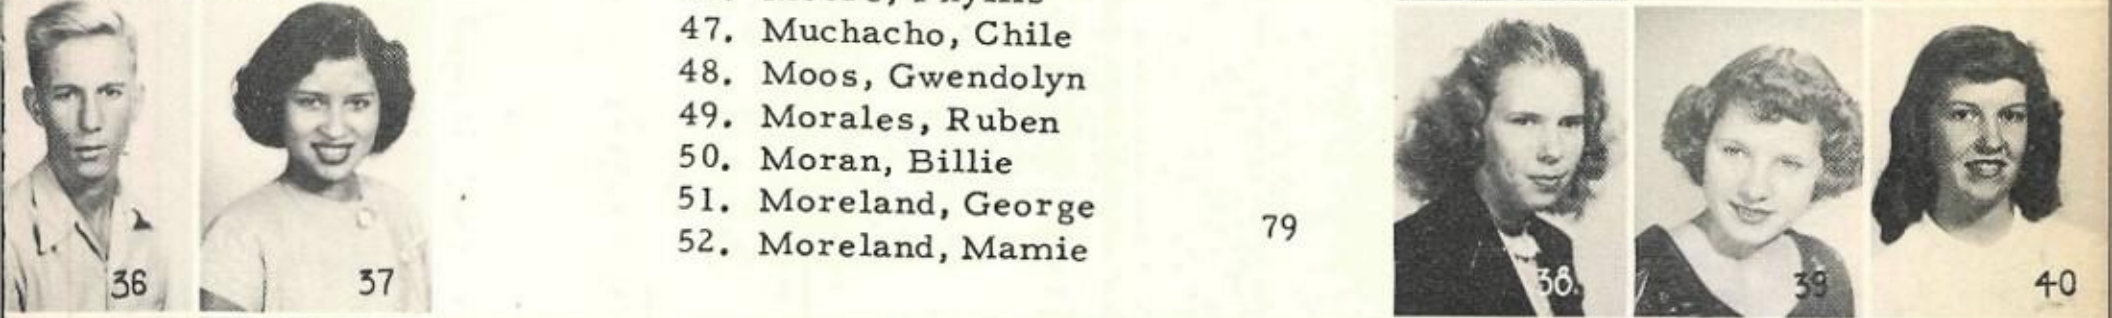 47. Muchacho, Chile
48. Moos, Gwendolyn
49. Morales, Ruben
50. Moran, Billie
51. Moreland, George
52. Moreland, Mamie
79
36
37
38.
39
40